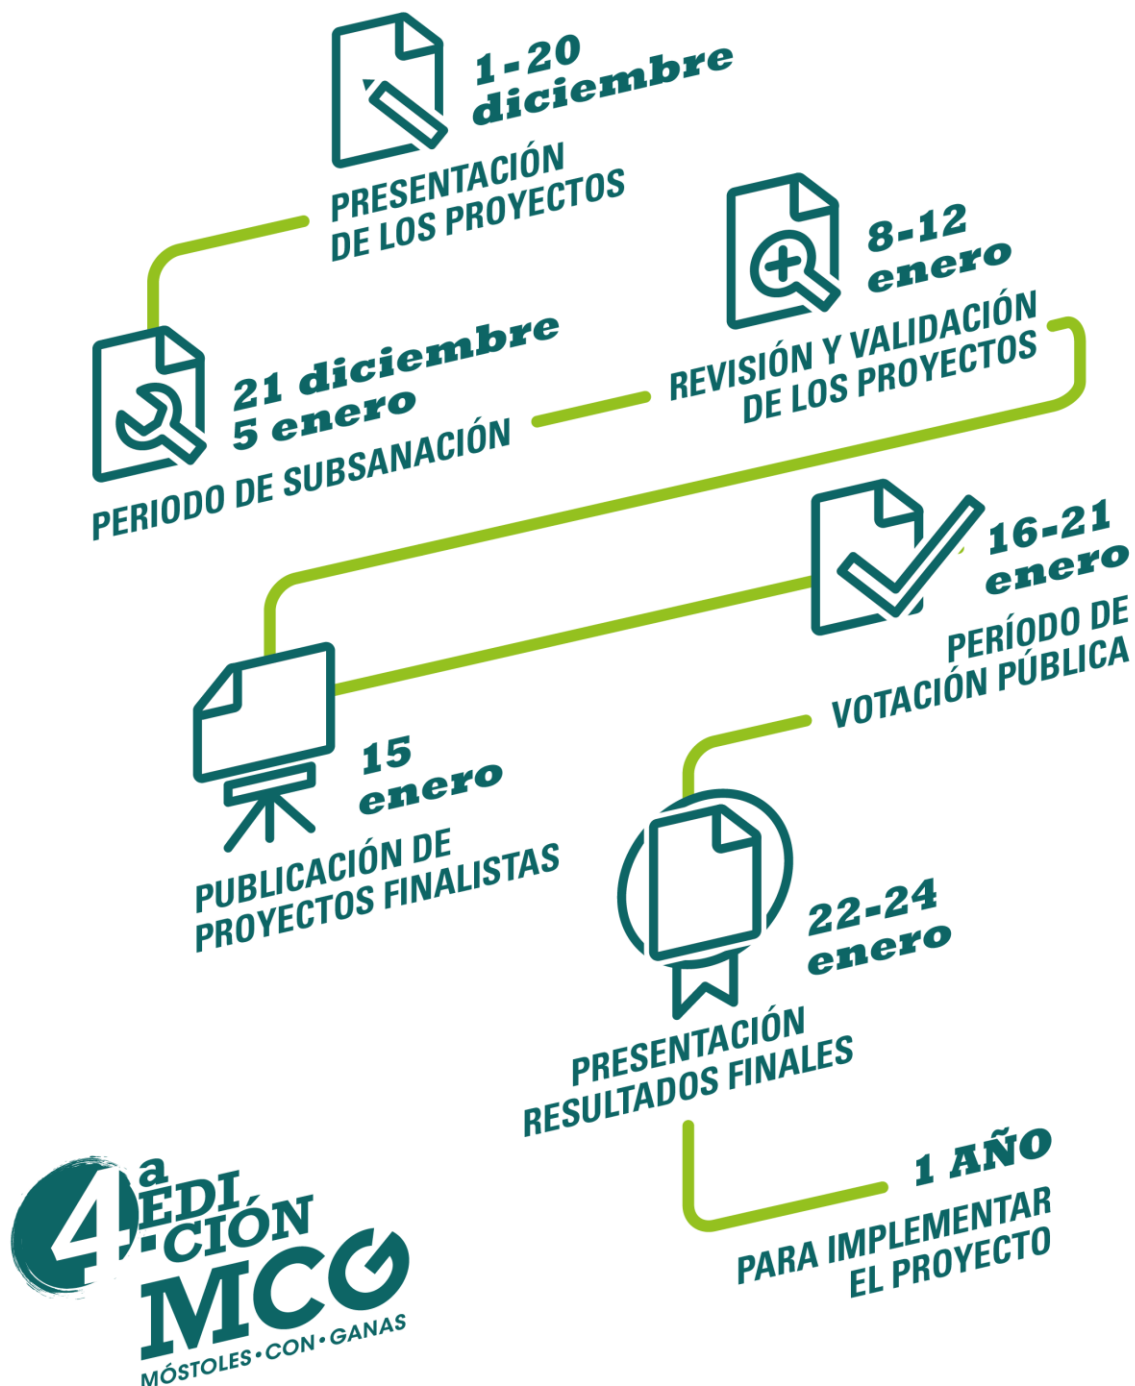 1-20
diciembre
PRESENTACIÓN
DE LOS PROYECTOS
21 diciembre
5 enero
PERIODO DE SUBSANACIÓN
8-12
enero
REVISIÓN Y VALIDACIÓN
DE LOS PROYECTOS
15
enero
PUBLICACIÓN DE
PROYECTOS FINALISTAS
16-21
enero
PERÍODO DE
VOTACIÓN PÚBLICA
22-24
enero
PRESENTACIÓN
RESULTADOS FINALES
1 AÑO
PARA IMPLEMENTAR
EL PROYECTO
4a
EDI
·CIÓN
MCG
MÓSTOLES·CON·GANAS